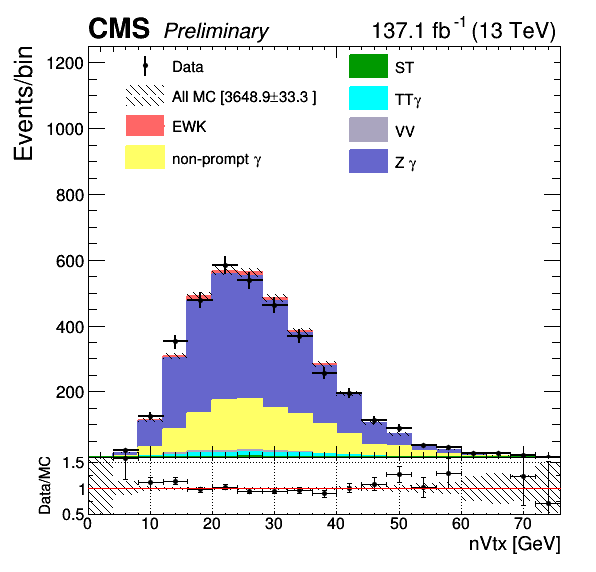 CMS Preliminary 137.1 fb⁻¹ (13 TeV)
Events/bin
1200
1000
800
600
400
200
Data
All MC [3648.9±33.3 ]
EWK
non-prompt γ
ST
TTγ
VV
Z γ
Data/MC
1.5
1
0.5
0 10 20 30 40 50 60 70
nVtx [GeV]